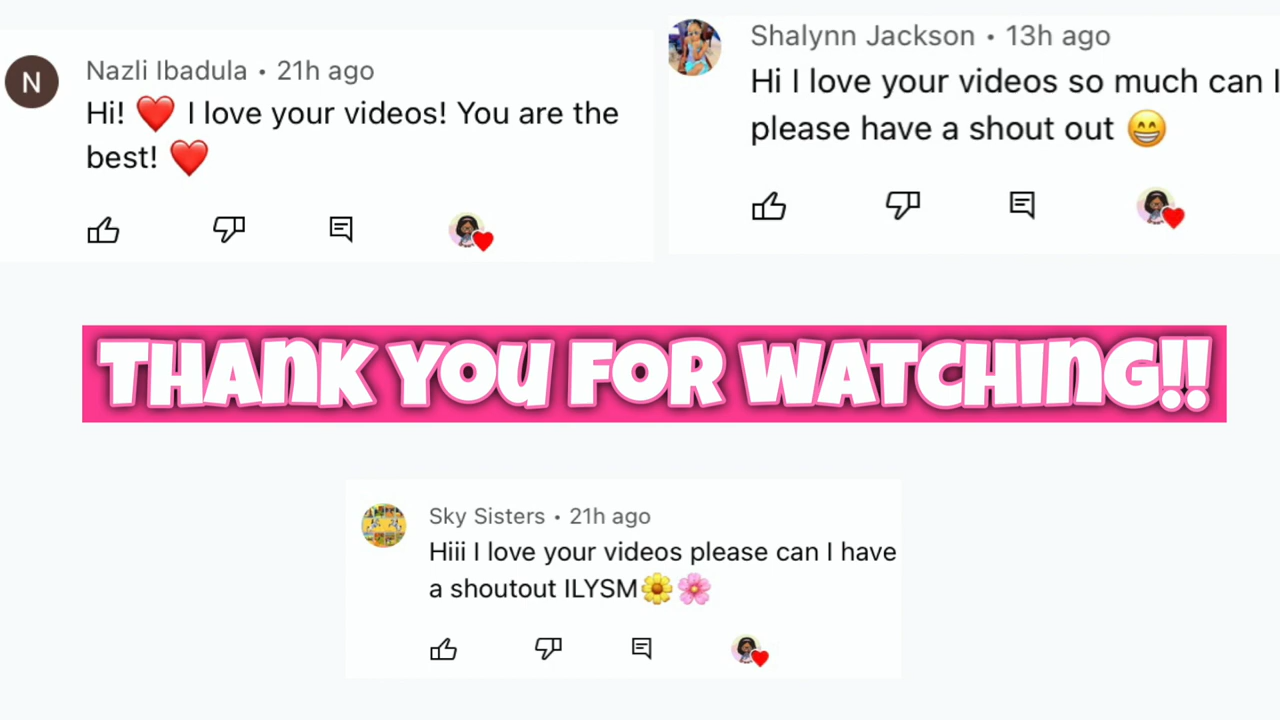 N
Nazli Ibadula • 21h ago
Hi! ❤️ I love your videos! You are the
best! ❤️
Shalynn Jackson • 13h ago
Hi I love your videos so much can I
please have a shout out 😁
THANK YOU FOR WATCHING!!
Sky Sisters • 21h ago
Hiii I love your videos please can I have
a shoutout ILYSM🌼🌸